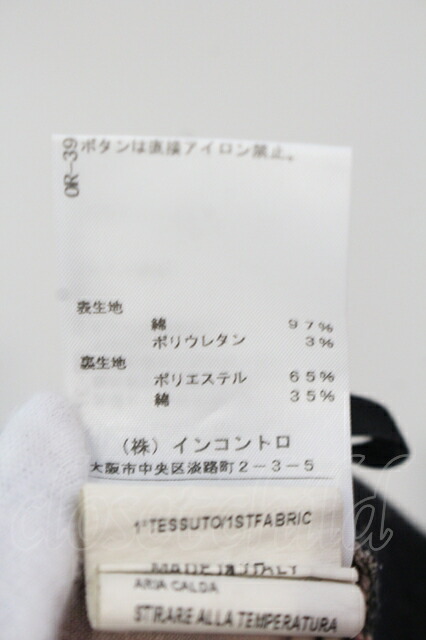 OR-39
ボタンは直接アイロン禁止。
表生地
綿 97%
ポリウレタン 3%
裏生地
ポリエステル 65%
綿 35%
(株) インコントロ
大阪市中央区淡路町2-3-5
1°TESSUTO/1STFABRIC
MADE IN ITALY
ARIA CALDA
STIRARE ALLA TEMPERATURA